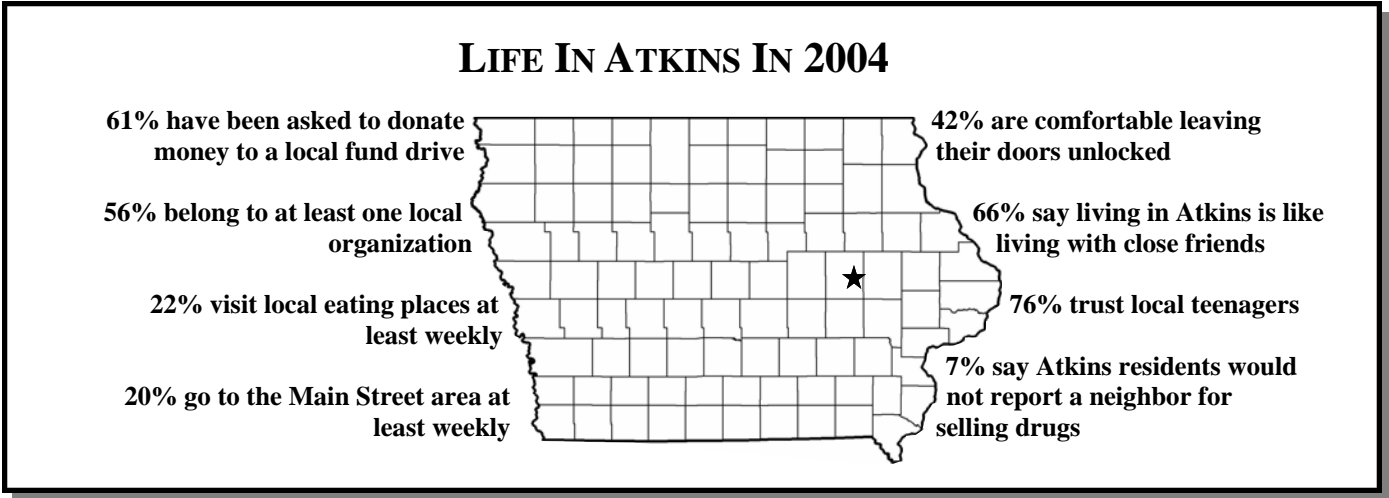 LIFE IN ATKINS IN 2004
61% have been asked to donate
money to a local fund drive
56% belong to at least one local
organization
22% visit local eating places at
least weekly
20% go to the Main Street area at
least weekly
42% are comfortable leaving
their doors unlocked
66% say living in Atkins is like
living with close friends
76% trust local teenagers
7% say Atkins residents would
not report a neighbor for
selling drugs